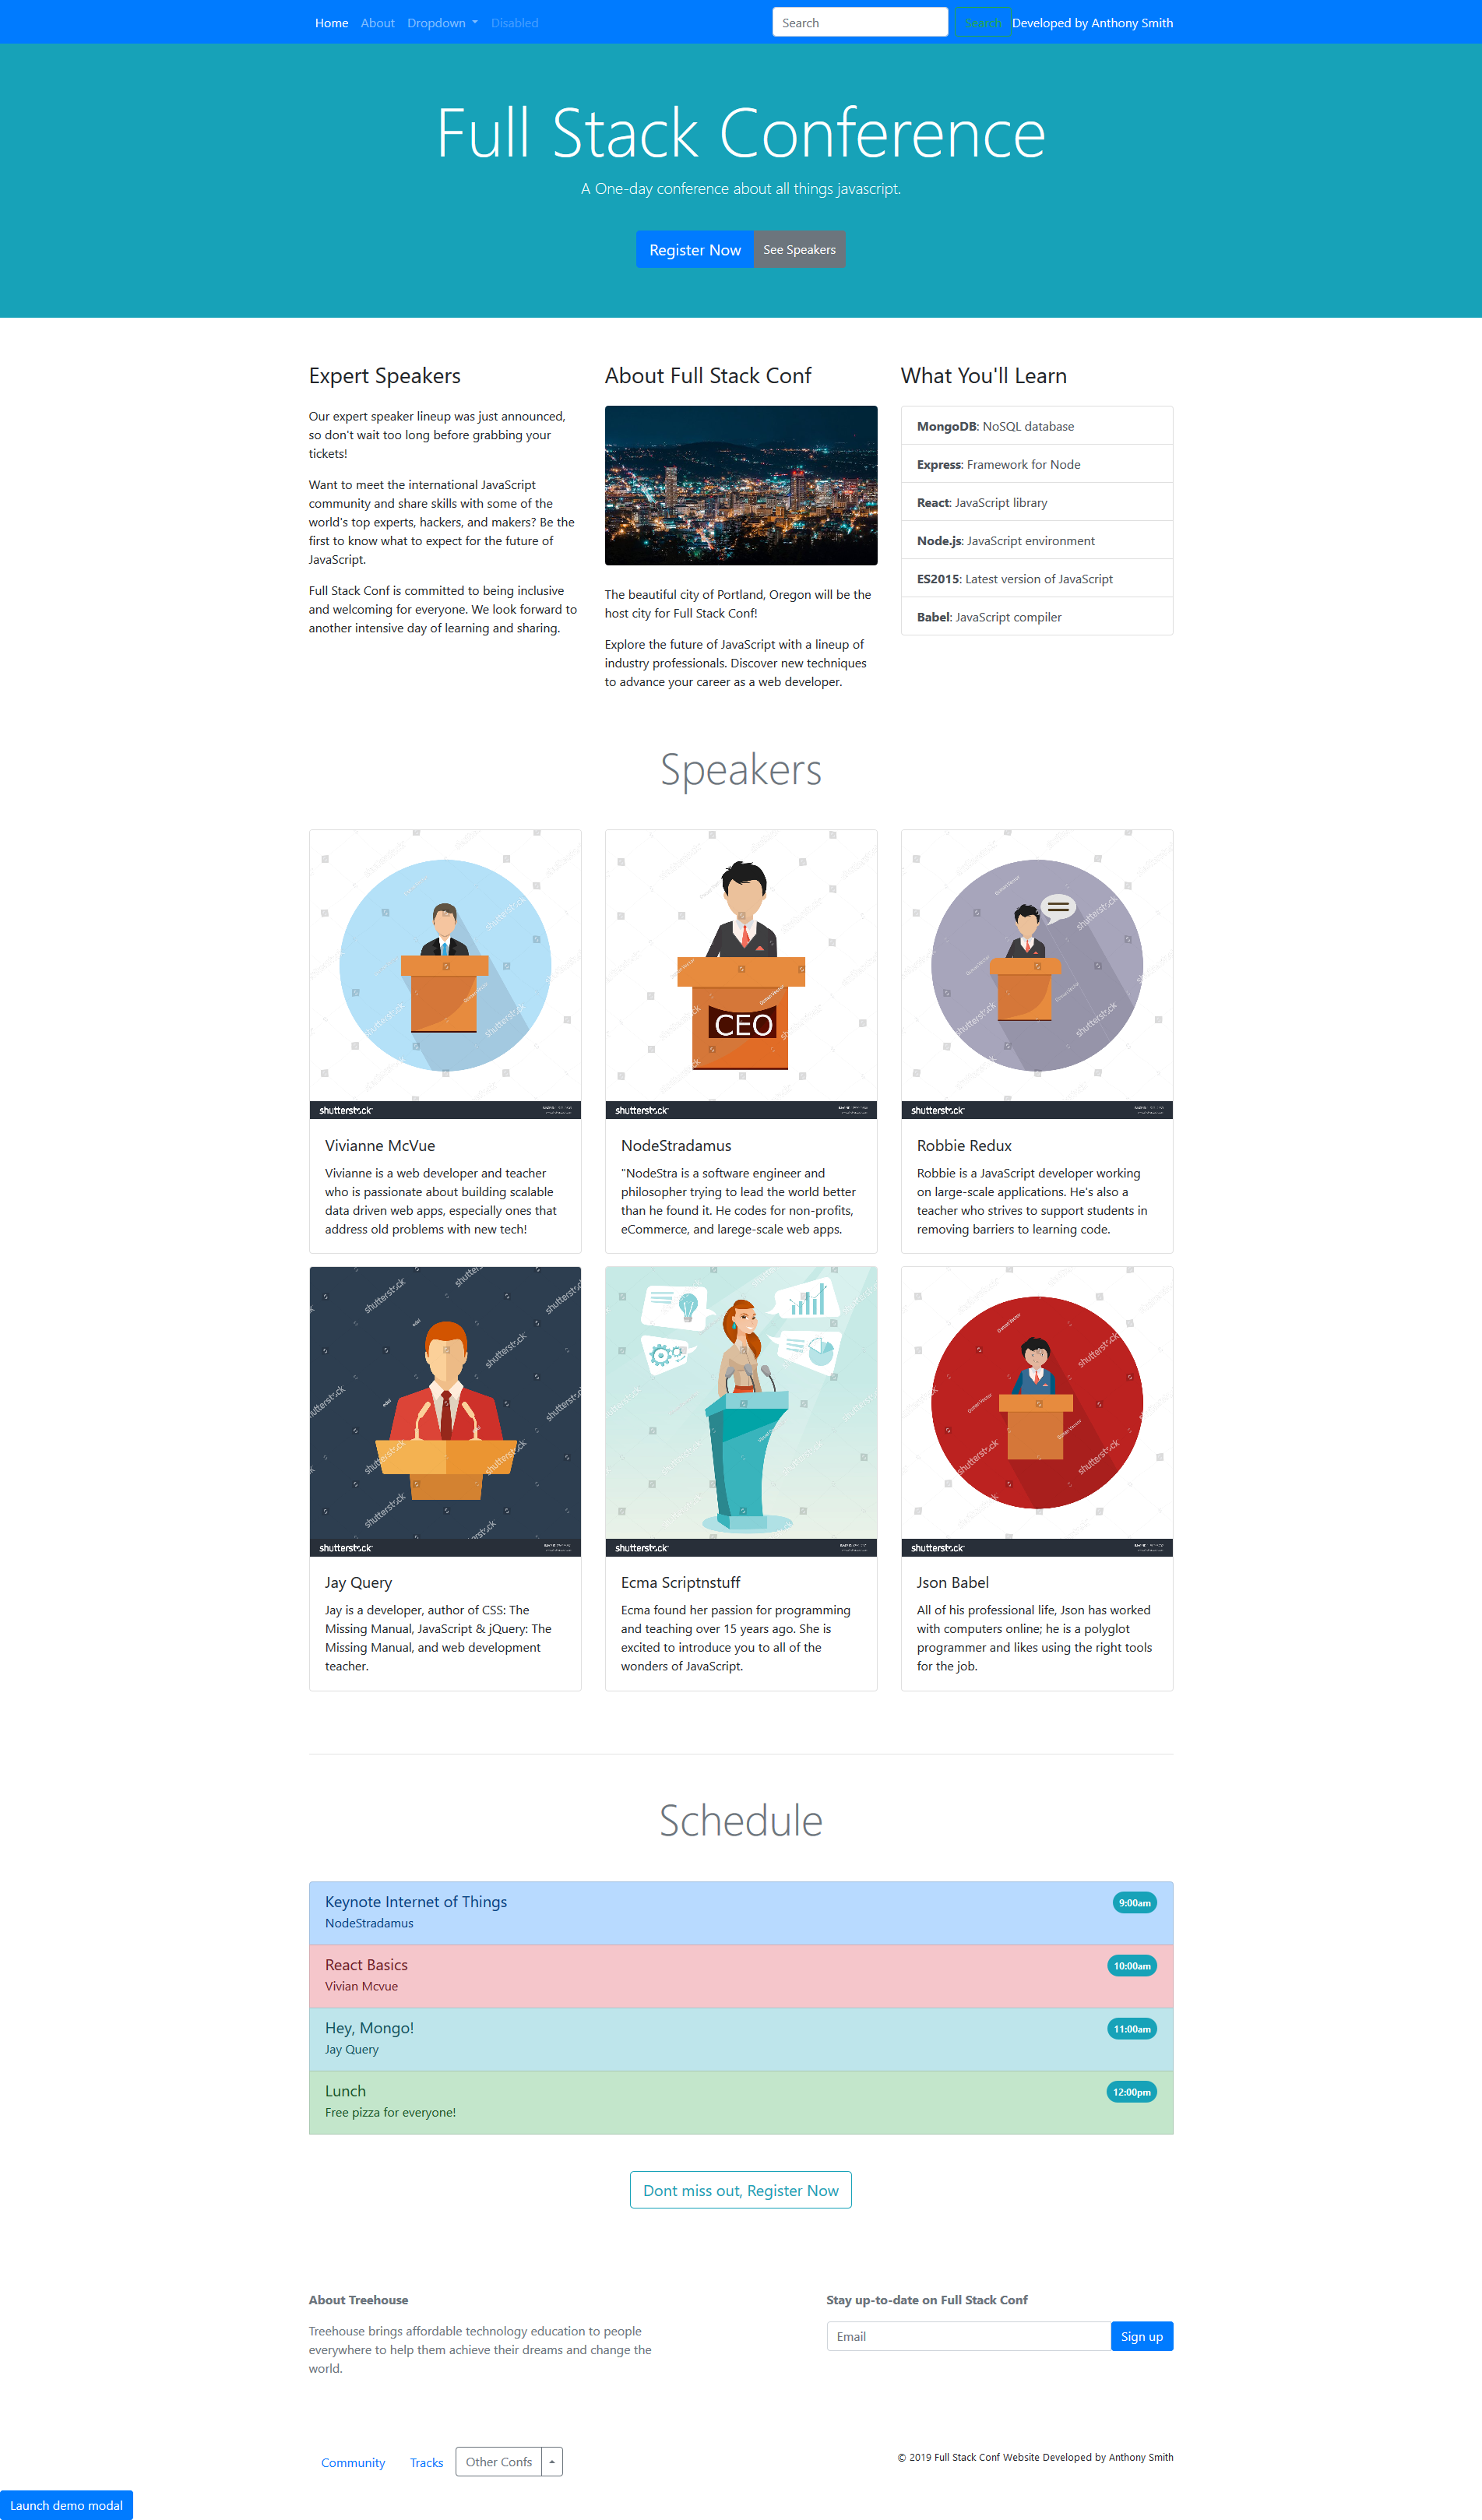 Home About Dropdown Disabled Search Search Developed by Anthony Smith
Full Stack Conference
A One-day conference about all things javascript.
Register Now See Speakers
Expert Speakers
Our expert speaker lineup was just announced,
so don't wait too long before grabbing your
tickets!
Want to meet the international JavaScript
community and share skills with some of the
world's top experts, hackers, and makers? Be the
first to know what to expect for the future of
JavaScript.
Full Stack Conf is committed to being inclusive
and welcoming for everyone. We look forward to
another intensive day of learning and sharing.
About Full Stack Conf
The beautiful city of Portland, Oregon will be the
host city for Full Stack Conf!
Explore the future of JavaScript with a lineup of
industry professionals. Discover new techniques
to advance your career as a web developer.
What You'll Learn
MongoDB: NoSQL database
Express: Framework for Node
React: JavaScript library
Node.js: JavaScript environment
ES2015: Latest version of JavaScript
Babel: JavaScript compiler
Speakers
shutterstock
Vivianne McVue
Vivianne is a web developer and teacher
who is passionate about building scalable
data driven web apps, especially ones that
address old problems with new tech!
CEO
shutterstock
NodeStradamus
"NodeStra is a software engineer and
philosopher trying to lead the world better
than he found it. He codes for non-profits,
eCommerce, and larege-scale web apps.
shutterstock
Robbie Redux
Robbie is a JavaScript developer working
on large-scale applications. He's also a
teacher who strives to support students in
removing barriers to learning code.
shutterstock
Jay Query
Jay is a developer, author of CSS: The
Missing Manual, JavaScript & jQuery: The
Missing Manual, and web development
teacher.
shutterstock
Ecma Scriptnstuff
Ecma found her passion for programming
and teaching over 15 years ago. She is
excited to introduce you to all of the
wonders of JavaScript.
shutterstock
Json Babel
All of his professional life, Json has worked
with computers online; he is a polyglot
programmer and likes using the right tools
for the job.
Schedule
Keynote Internet of Things 9:00am
NodeStradamus
React Basics 10:00am
Vivian Mcvue
Hey, Mongo! 11:00am
Jay Query
Lunch 12:00pm
Free pizza for everyone!
Dont miss out, Register Now
About Treehouse
Treehouse brings affordable technology education to people
everywhere to help them achieve their dreams and change the
world.
Stay up-to-date on Full Stack Conf
Email Sign up
Community Tracks Other Confs
© 2019 Full Stack Conf Website Developed by Anthony Smith
Launch demo modal